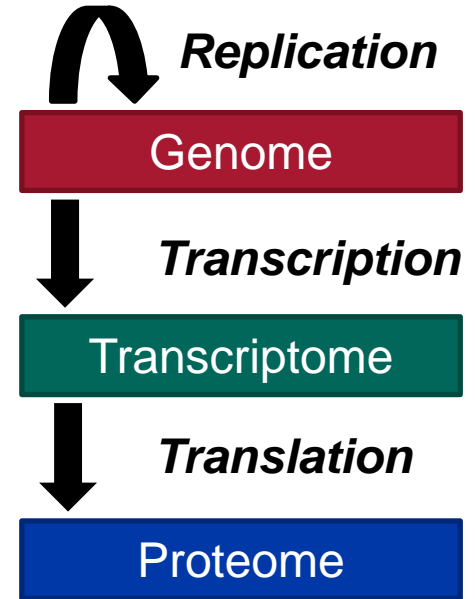 Replication
Genome
Transcription
Transcriptome
Translation
Proteome